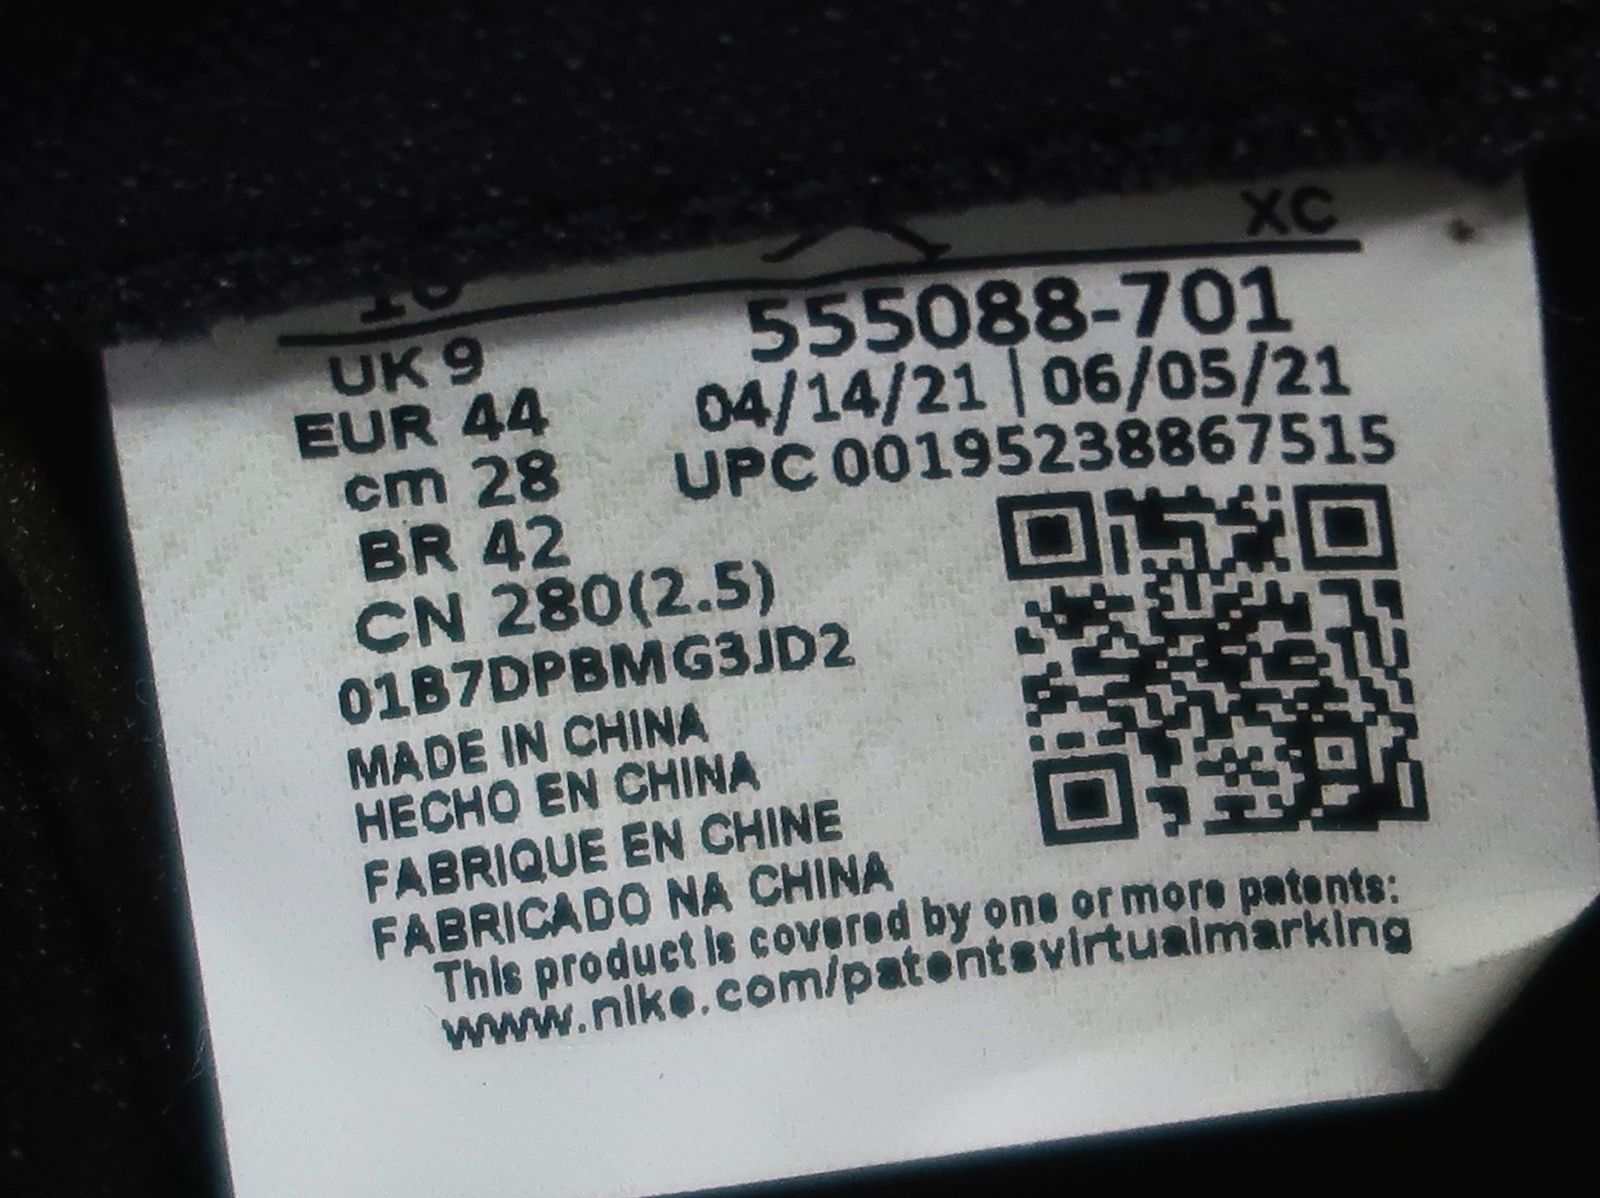 XC
10
555088-701
UK 9
04/14/21 | 06/05/21
EUR 44
UPC 00195238867515
cm 28
BR 42
CN 280(2.5)
01B7DPBMG3JD2
MADE IN CHINA
HECHO EN CHINA
FABRIQUE EN CHINE
FABRICADO NA CHINA
This product is covered by one or more patents:
www.nike.com/patentsvirtualmarking